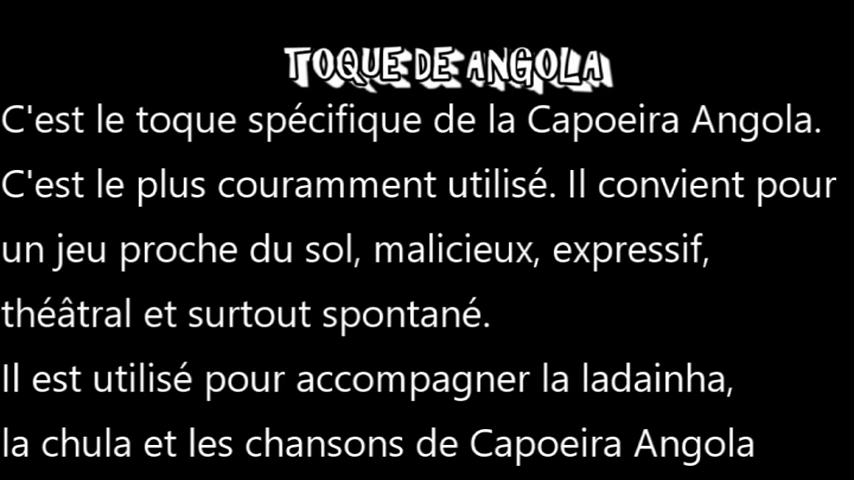 TOQUE DE ANGOLA
C'est le toque spécifique de la Capoeira Angola.
C'est le plus couramment utilisé. Il convient pour
un jeu proche du sol, malicieux, expressif,
théâtral et surtout spontané.
Il est utilisé pour accompagner la ladainha,
la chula et les chansons de Capoeira Angola